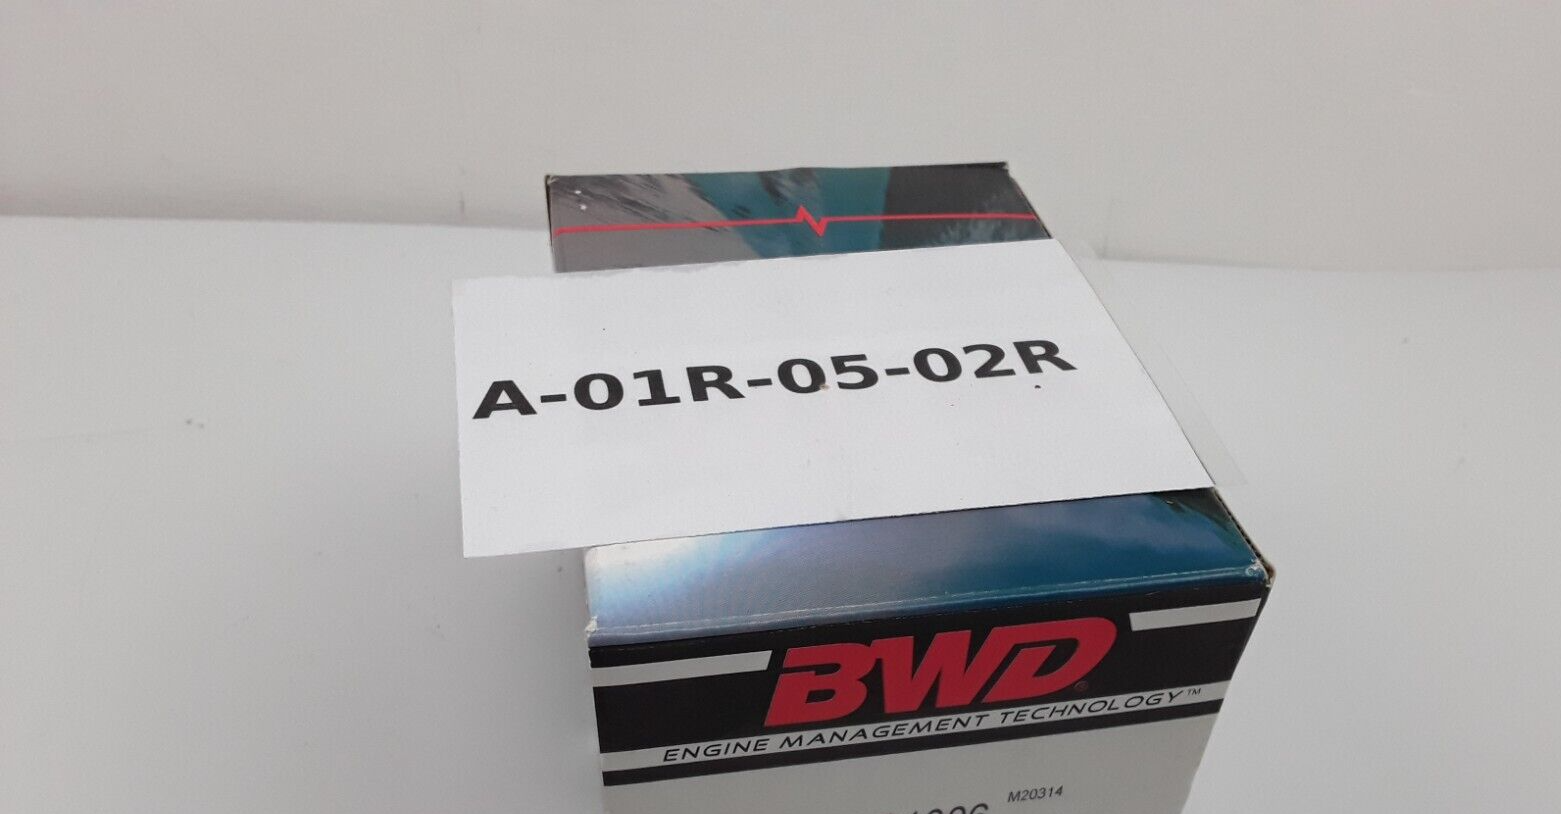 A-01R-05-02R
BWD®
ENGINE MANAGEMENT TECHNOLOGY™
M20314